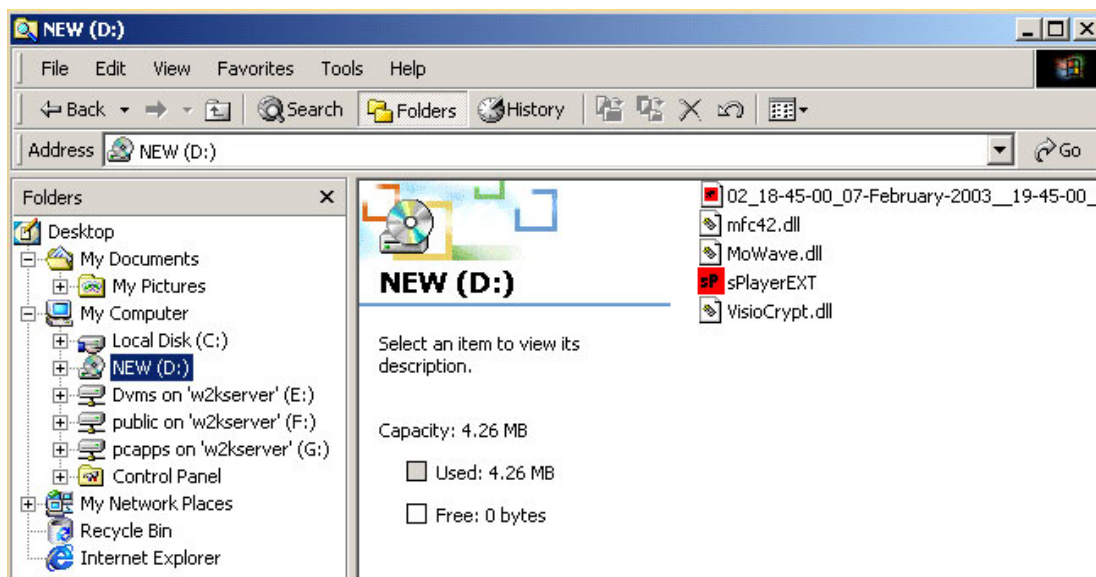 NEW (D:)
File Edit View Favorites Tools Help
Back Search Folders History
Address NEW (D:) Go
Folders
Desktop
My Documents
My Pictures
My Computer
Local Disk (C:)
NEW (D:)
Dvms on 'w2kserver' (E:)
public on 'w2kserver' (F:)
pcapps on 'w2kserver' (G:)
Control Panel
My Network Places
Recycle Bin
Internet Explorer
NEW (D:)
Select an item to view its
description.
Capacity: 4.26 MB
Used: 4.26 MB
Free: 0 bytes
02_18-45-00_07-February-2003__19-45-00_
mfc42.dll
MoWave.dll
sP sPlayerEXT
VisioCrypt.dll